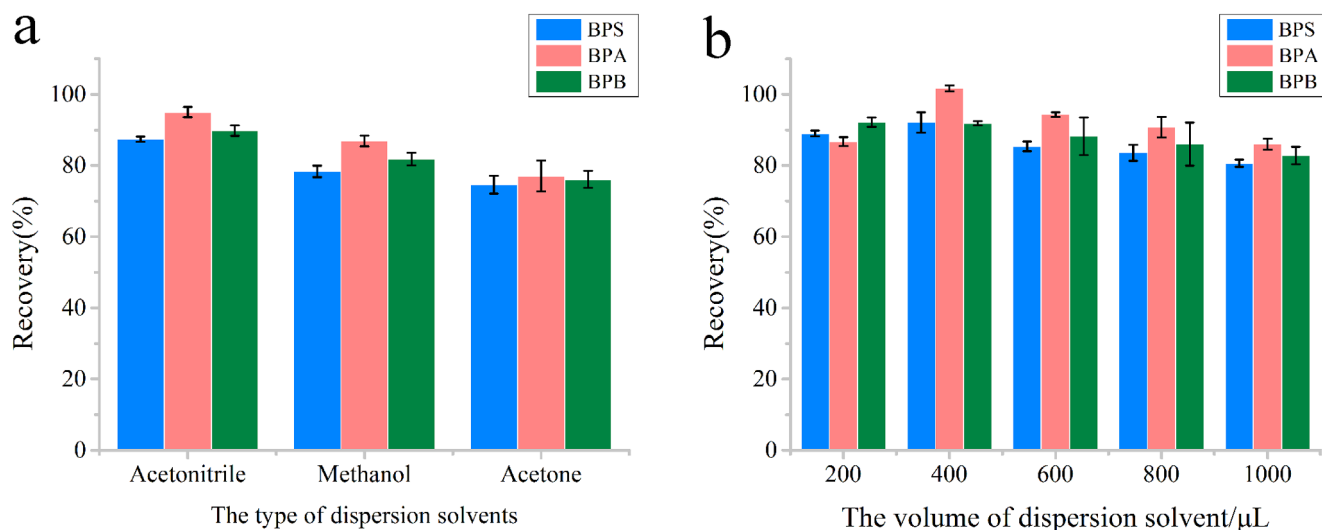 a
BPS
BPA
BPB
Recovery(%)
100
80
60
40
20
0
Acetonitrile Methanol Acetone
The type of dispersion solvents
b
BPS
BPA
BPB
Recovery(%)
100
80
60
40
20
0
200 400 600 800 1000
The volume of dispersion solvent/μL